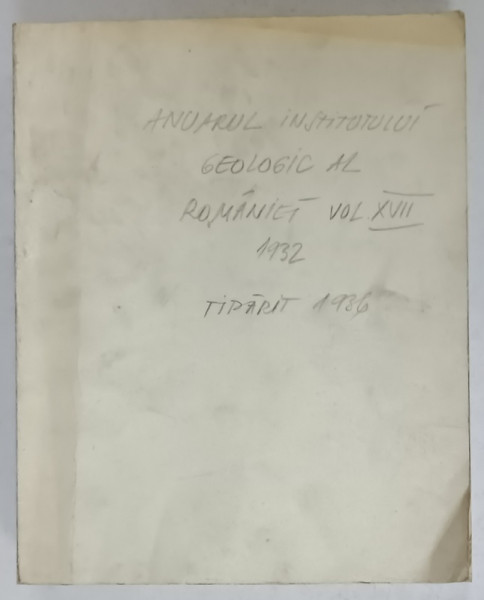 ANUARUL INSTITUTULUI
GEOLOGIC AL
ROMÂNIEI VOL XVII
1932
TIPĂRIT 1936